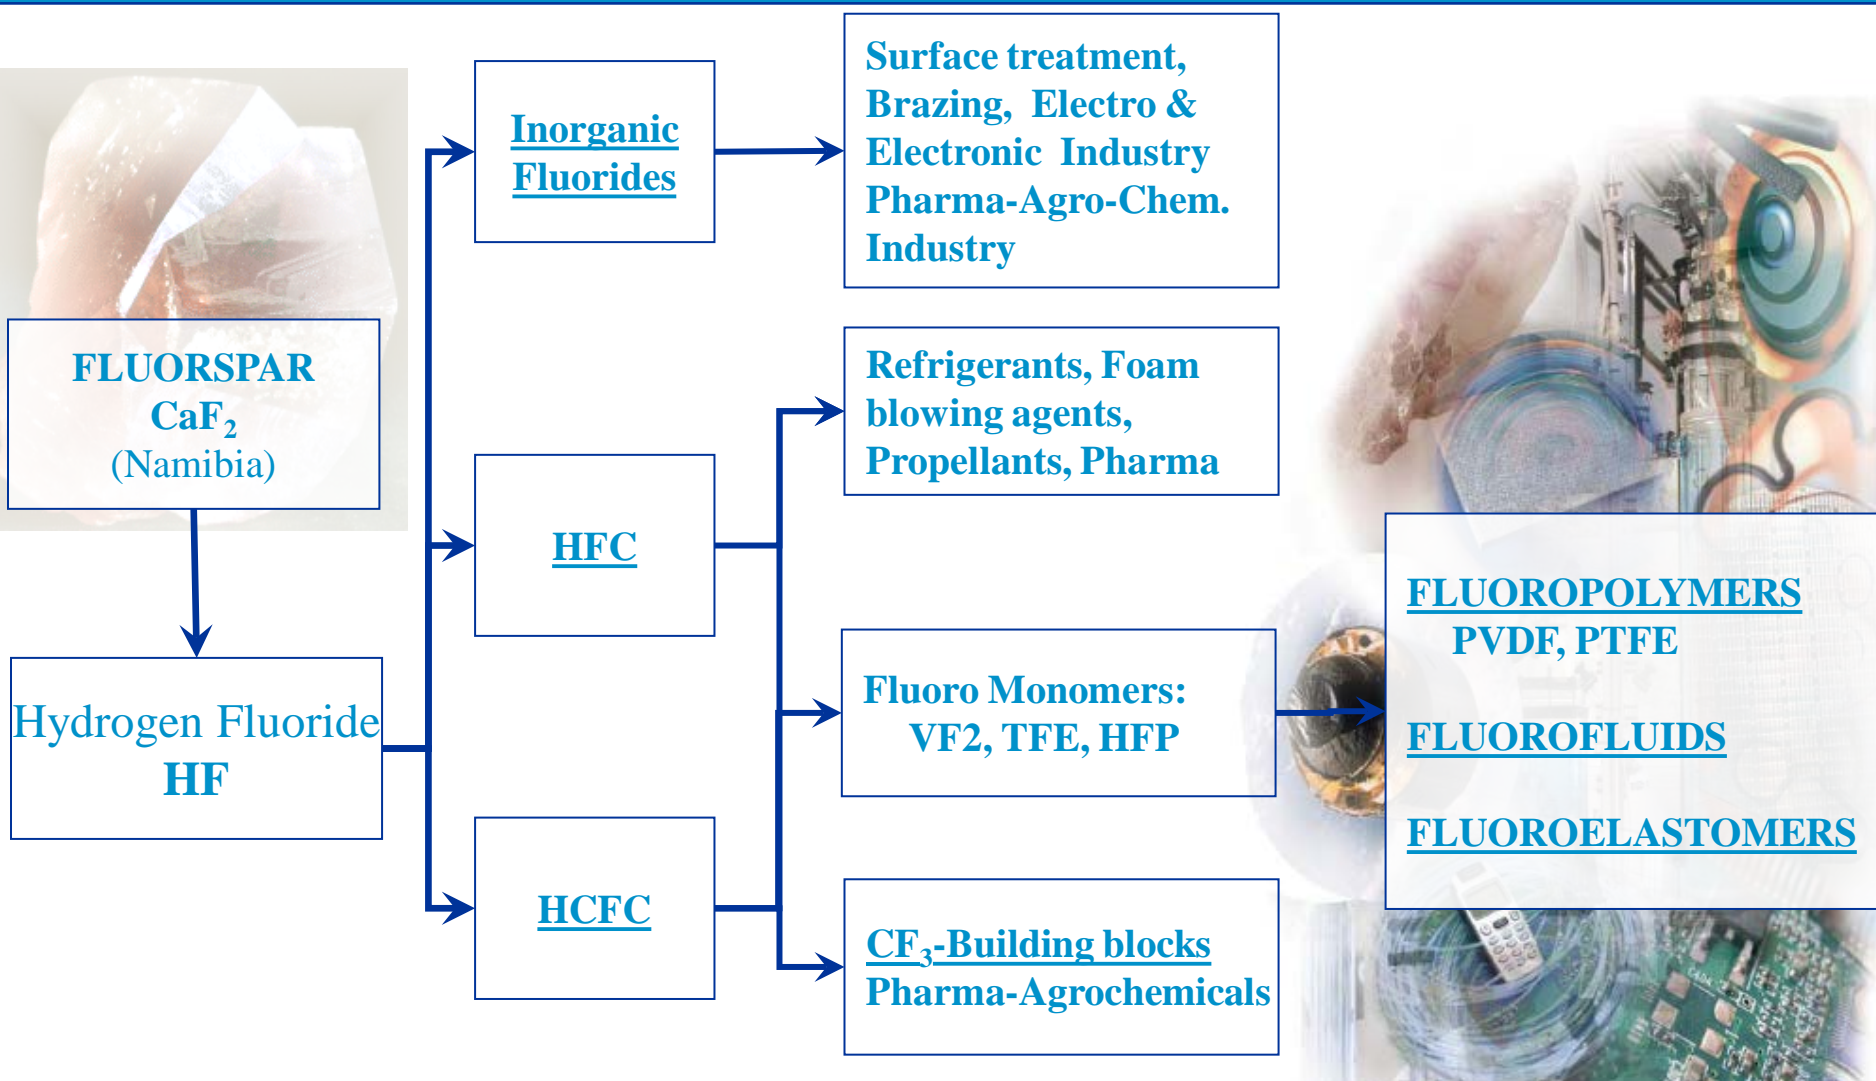 FLUORSPAR
CaF₂
(Namibia)
Hydrogen Fluoride
HF
Inorganic
Fluorides
HFC
HCFC
Surface treatment,
Brazing, Electro &
Electronic Industry
Pharma-Agro-Chem.
Industry
Refrigerants, Foam
blowing agents,
Propellants, Pharma
Fluoro Monomers:
VF2, TFE, HFP
CF₃-Building blocks
Pharma-Agrochemicals
FLUOROPOLYMERS
PVDF, PTFE
FLUOROFLUIDS
FLUOROELASTOMERS